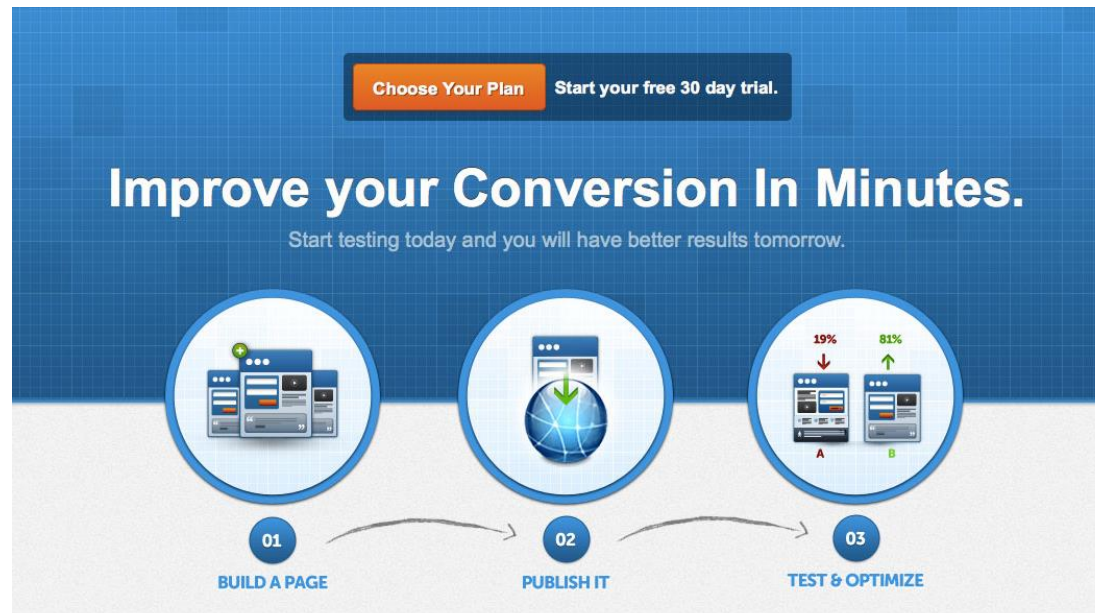 Choose Your Plan Start your free 30 day trial.
Improve your Conversion In Minutes.
Start testing today and you will have better results tomorrow.
19% 81%
A B
01 02 03
BUILD A PAGE PUBLISH IT TEST & OPTIMIZE